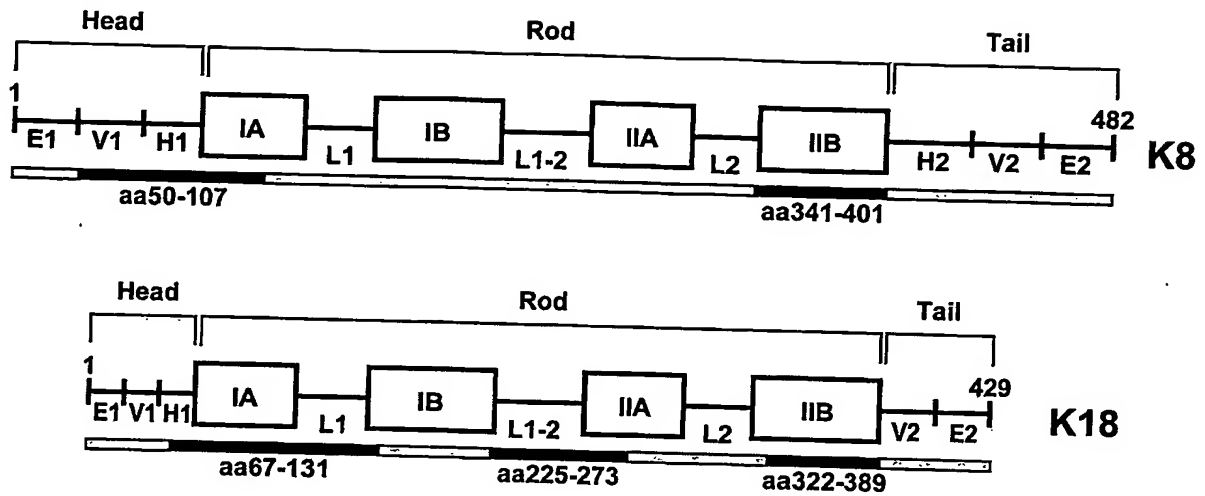 Head Rod Tail
1 482
IA IB IIA IIB
E1 V1 H1 L1 L1-2 L2 H2 V2 E2 K8
aa50-107 aa341-401
Head Rod Tail
1 429
IA IB IIA IIB
E1 V1 H1 L1 L1-2 L2 V2 E2 K18
aa67-131 aa225-273 aa322-389